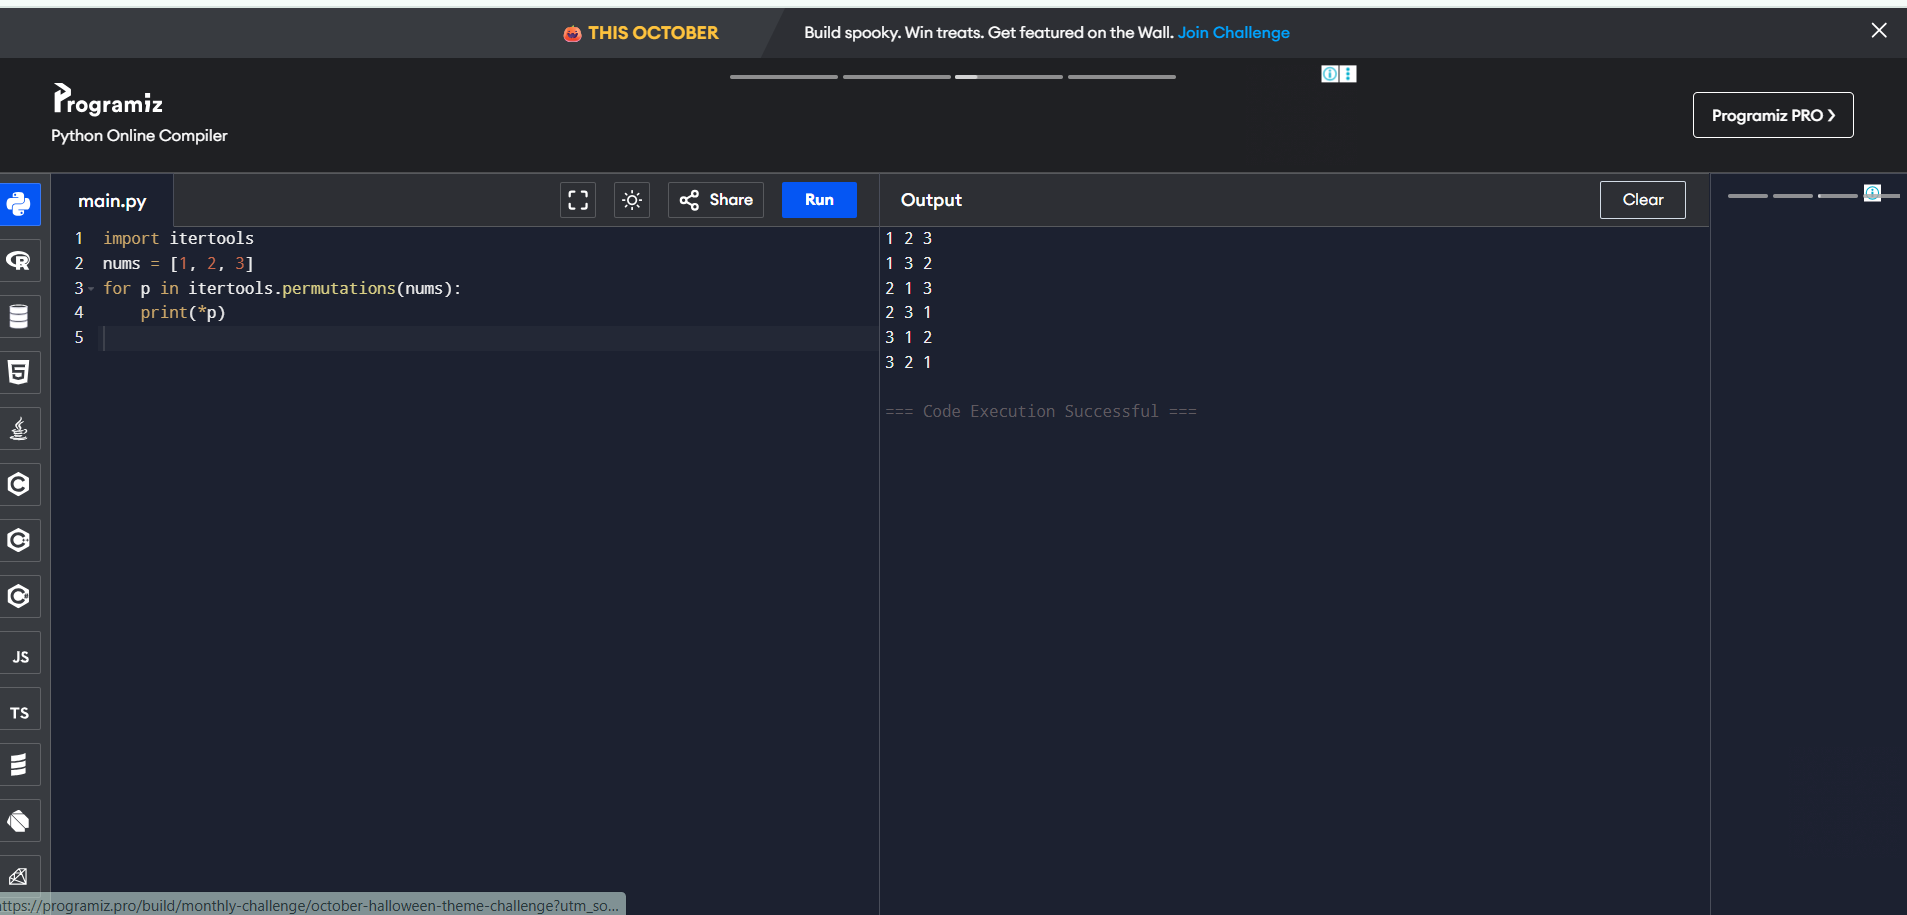 🎃 THIS OCTOBER
Build spooky. Win treats. Get featured on the Wall. Join Challenge
Programiz
Python Online Compiler
Programiz PRO ❯
main.py
Share
Run
Output
Clear
1 import itertools
2 nums = [1, 2, 3]
3 for p in itertools.permutations(nums):
4     print(*p)
5
1 2 3
1 3 2
2 1 3
2 3 1
3 1 2
3 2 1
=== Code Execution Successful ===
JS
TS
ttps://programiz.pro/build/monthly-challenge/october-halloween-theme-challenge?utm_so...